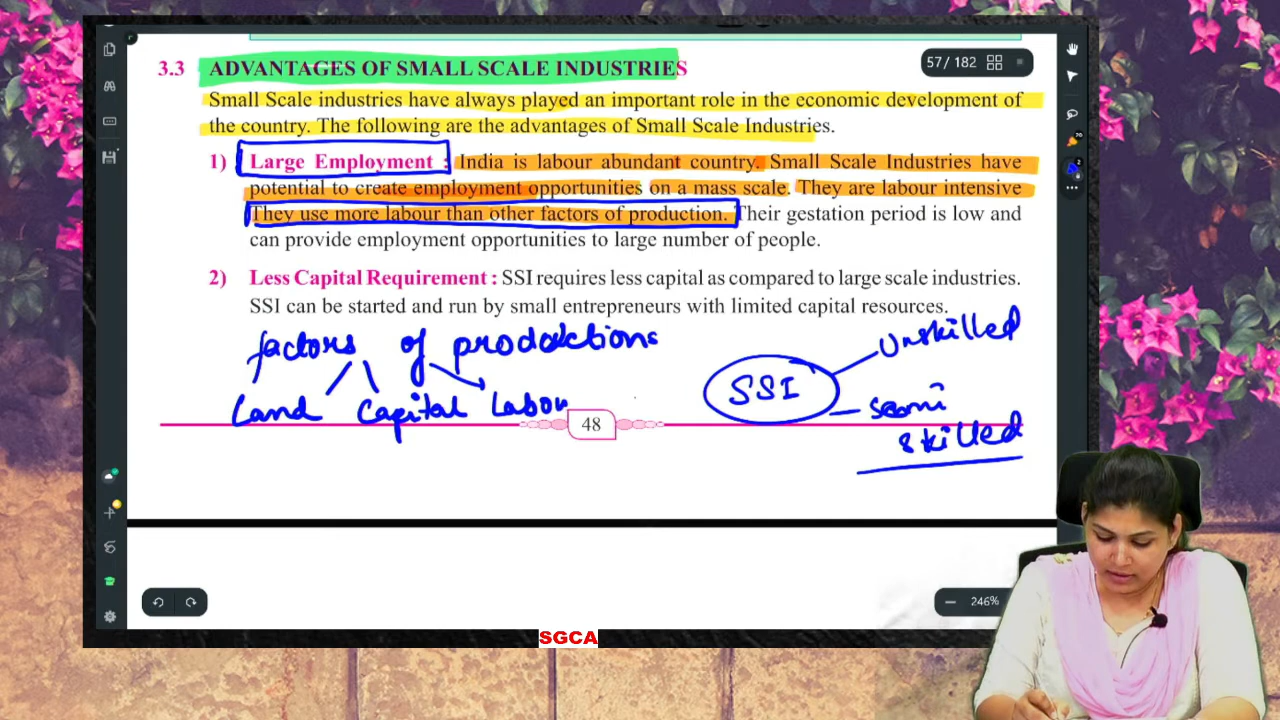 57 / 182
3.3 ADVANTAGES OF SMALL SCALE INDUSTRIES
Small Scale industries have always played an important role in the economic development of
the country. The following are the advantages of Small Scale Industries.
1) Large Employment : India is labour abundant country. Small Scale Industries have
potential to create employment opportunities on a mass scale. They are labour intensive
They use more labour than other factors of production. Their gestation period is low and
can provide employment opportunities to large number of people.
2) Less Capital Requirement : SSI requires less capital as compared to large scale industries.
SSI can be started and run by small entrepreneurs with limited capital resources.
factors of prodactions
Land Capital Labou
SSI
Unskilled
semi
skilled
48
246%
SGCA